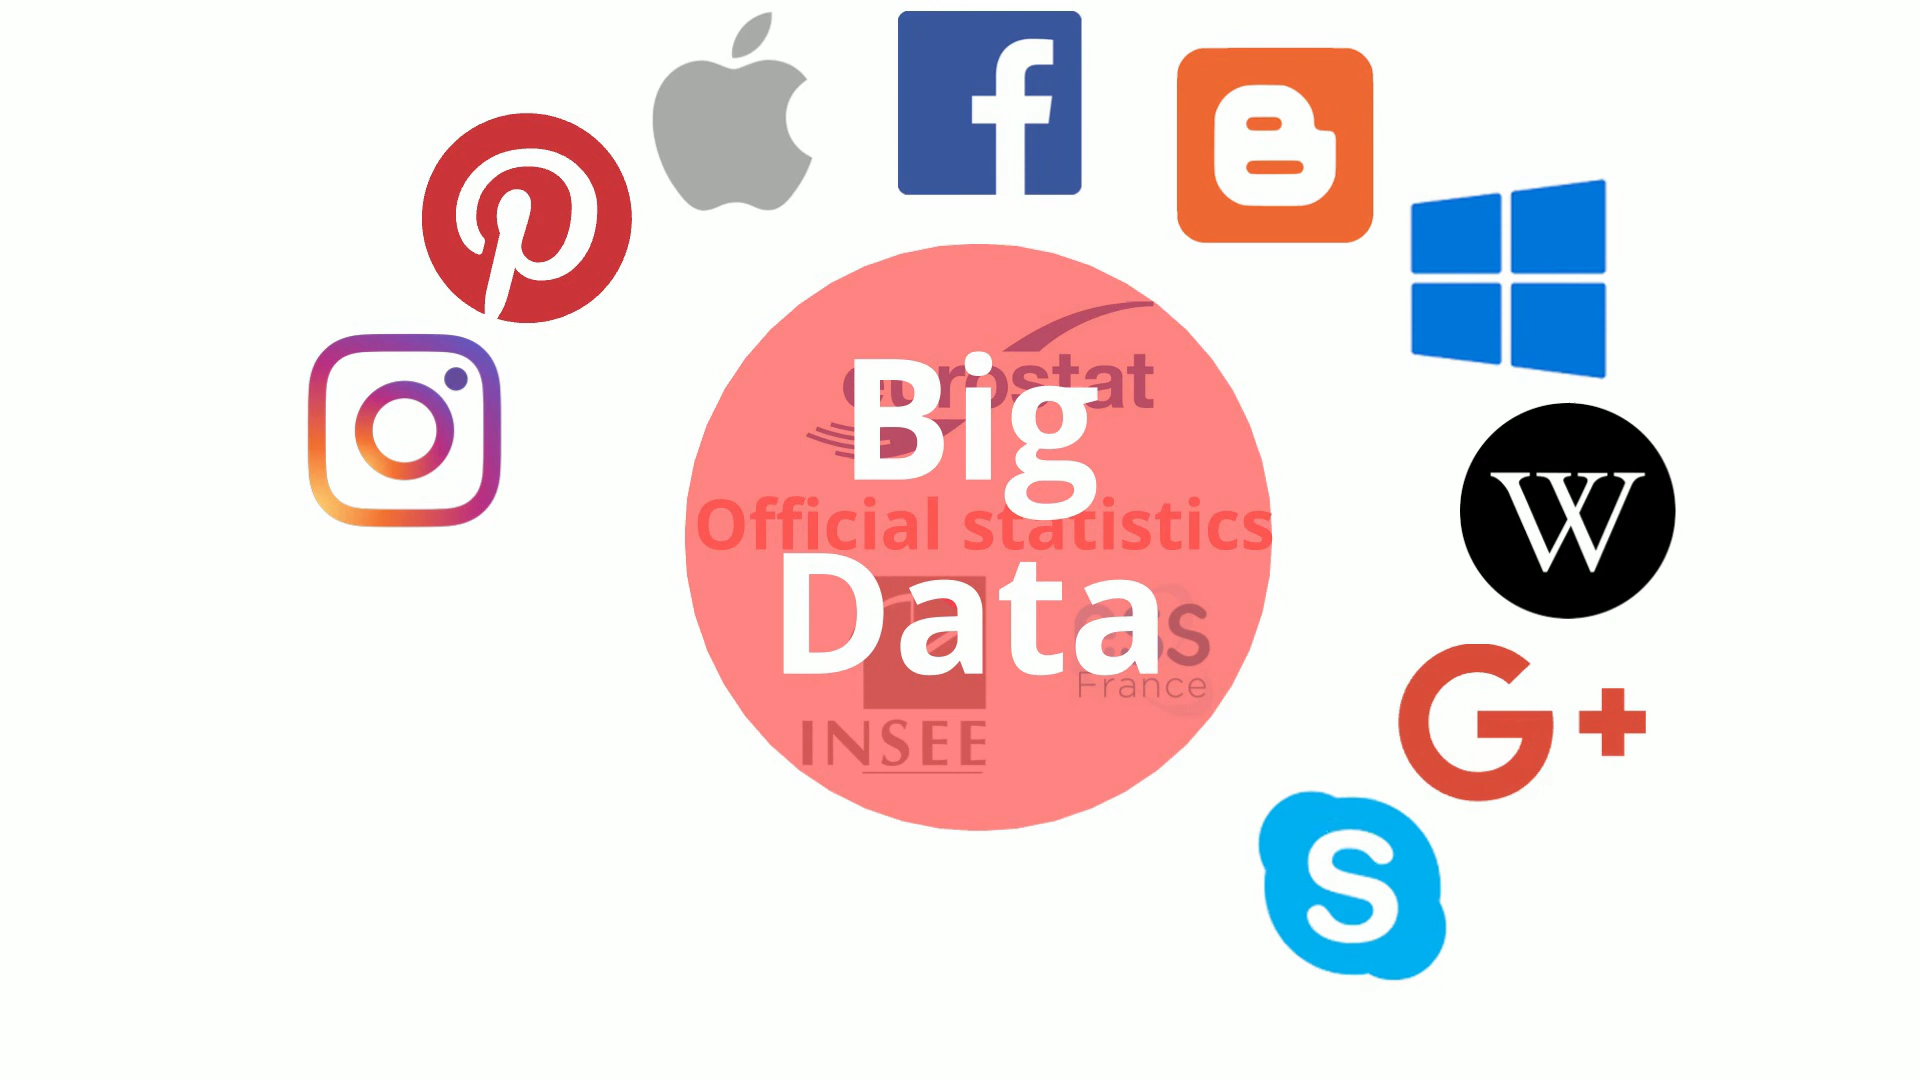 eurostat
Big
Official statistics
Data
INSEE
France
W
G+
S